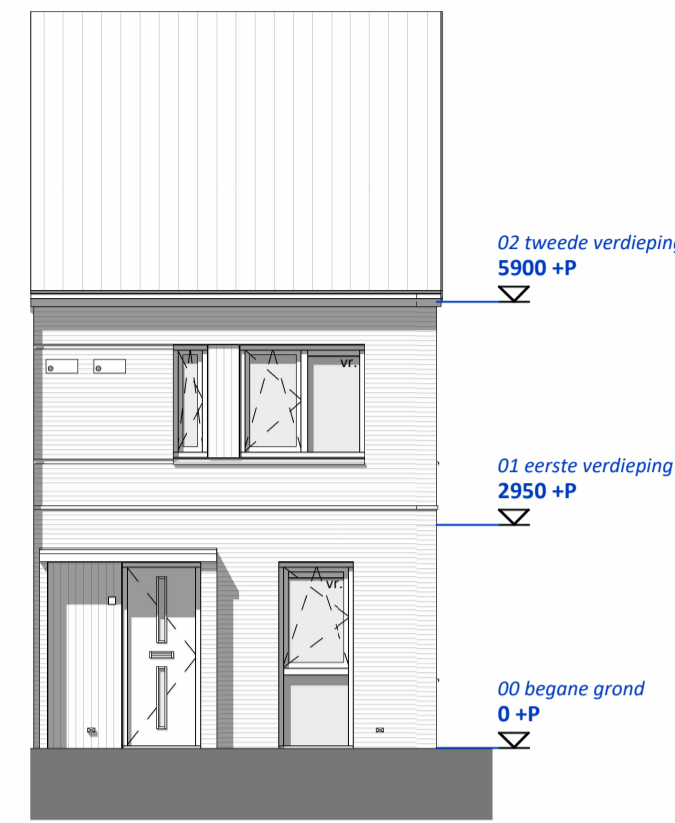 02 tweede verdieping
5900 +P
vr.
01 eerste verdieping
2950 +P
vr.
00 begane grond
0 +P